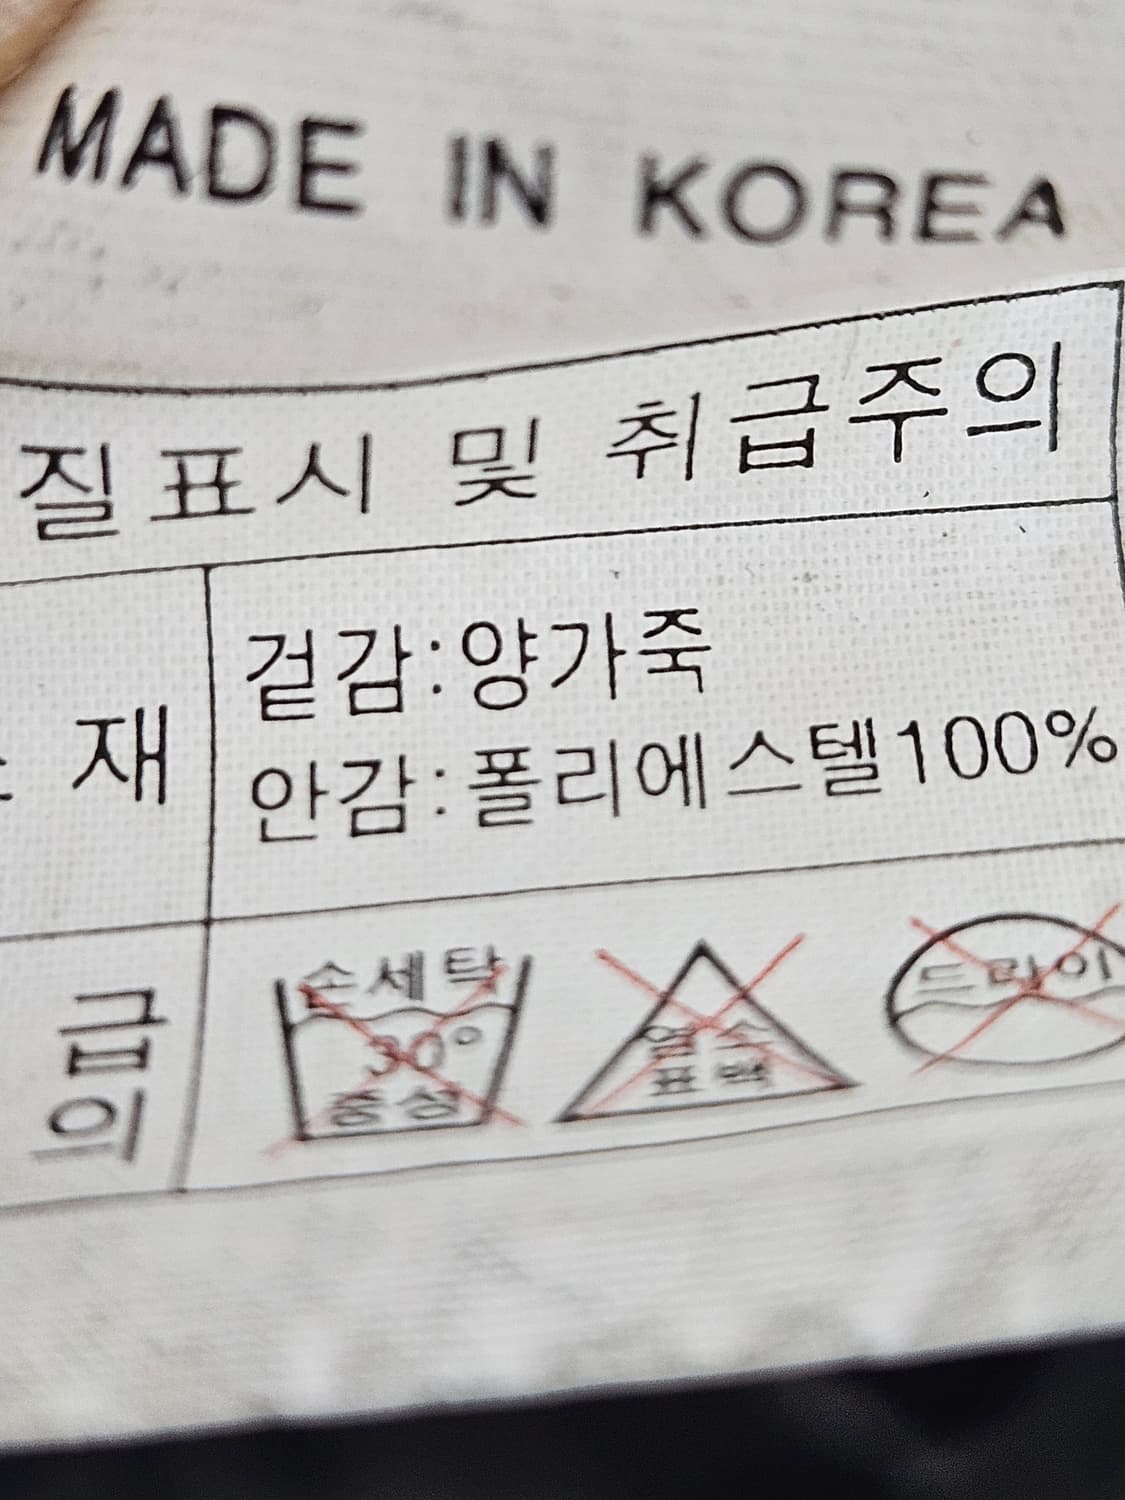 MADE IN KOREA
질표시 및 취급주의
재
겉감:양가죽
안감:폴리에스텔100%
급
의
손세탁
30°
중성
염소
표백
드라이